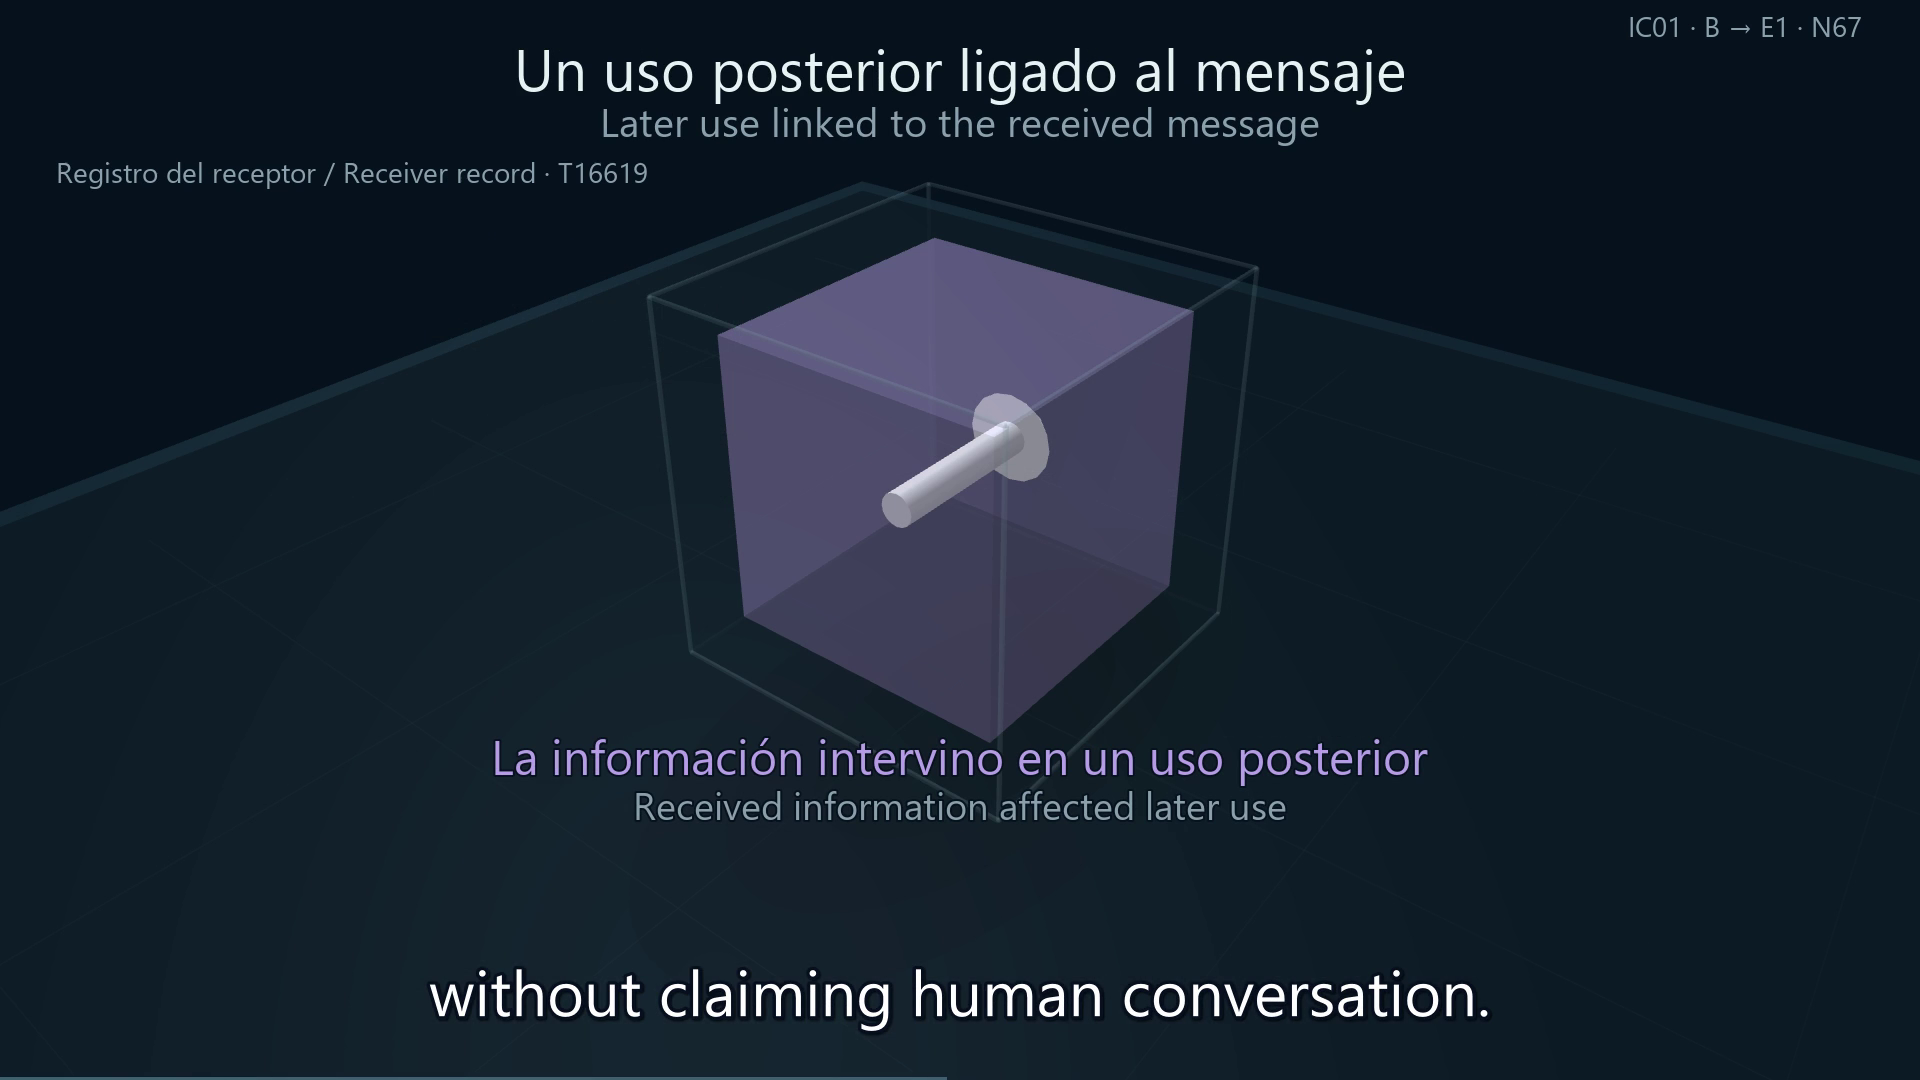 IC01 · B → E1 · N67
Un uso posterior ligado al mensaje
Later use linked to the received message
Registro del receptor / Receiver record · T16619
La información intervino en un uso posterior
Received information affected later use
without claiming human conversation.